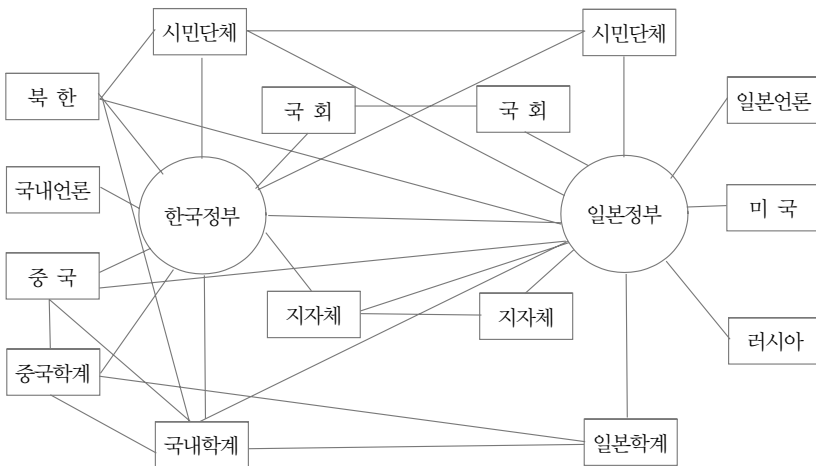 시민단체
시민단체
북 한
국 회
국 회
일본언론
국내언론
한국정부
일본정부
미 국
중 국
지자체
지자체
중국학계
러시아
국내학계
일본학계